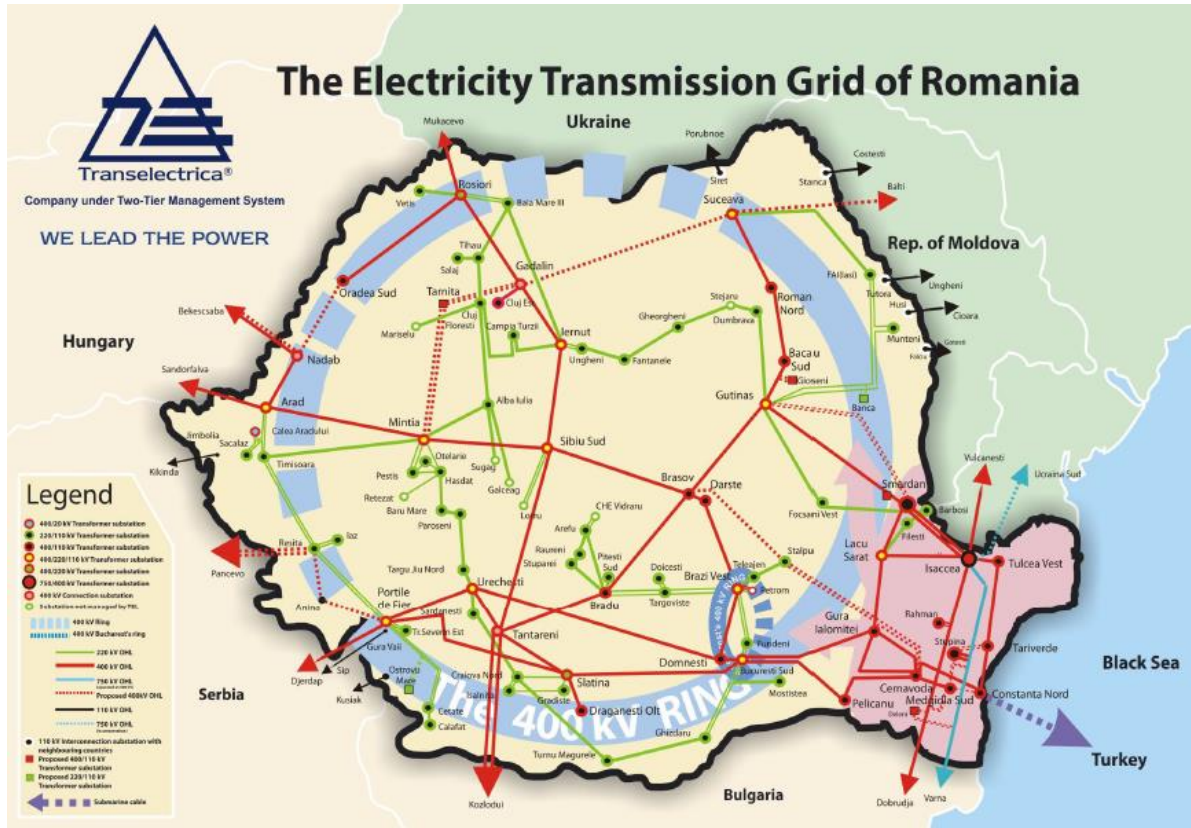 The Electricity Transmission Grid of Romania
Transelectrica®
Company under Two-Tier Management System
WE LEAD THE POWER
Ukraine
Mukacevo
Porubnoe
Siret
Costesti
Stanca
Balti
Rosiori
Vetis
Baia Mare III
Suceava
Rep. of Moldova
Tihau
Salaj
Gadalin
Oradea Sud
Tarnita
Cluj Est
FAI(Iasi)
Tutora
Ungheni
Roman
Nord
Husi
Cioara
Bekescsaba
Mariselu
Cluj
Floresti
Campia Turzii
Gheorgheni
Stejaru
Dumbrava
Iernut
Munteni
Falciu
Hungary
Nadab
Ungheni
Fantanele
Bacau
Sud
Gioseni
Sandorfalva
Arad
Alba Iulia
Gutinas
Banca
Mintia
Sibiu Sud
Calea Aradului
Jimbolia
Sacalaz
Kikinda
Timisoara
Otelarie
Pestis
Hasdat
Sugag
Galceag
Retezat
Baru Mare
Lotru
Paroseni
Brasov
Darste
Smardan
Vulcanesti
Ucraina Sud
CHE Vidraru
Arefu
Focsani Vest
Barbosi
Filesti
Lacu
Sarat
Isaccea
Tulcea Vest
Resita
Iaz
Pancevo
Raureni
Stuparei
Pitesti
Sud
Stalpu
Teleajen
Brazi Vest
Petrom
Dolcesti
Targoviste
Targu Jiu Nord
Urechesti
Anina
Portile
de Fier
Sardanesti
Bradu
Gura
Ialomitei
Rahman
Stupina
Tariverde
Tr.Severin Est
Gura Vaii
Tantareni
Fundeni
Domnesti
Bucuresti Sud
Mostistea
Djerdap
Sip
Ostrovu
Mare
Kusiak
Serbia
Craiova Nord
Isalnita
Slatina
Gradiste
Draganesti Olt
Cernavoda
Medgidia Sud
Constanta Nord
Pelicanu
Deleni
Black Sea
Cetate
Calafat
The 400 kV RING
Ghizdaru
Turnu Magurele
Turkey
Kozlodui
Bulgaria
Dobrudja
Varna
Legend
400/20 kV Transformer substation
220/110 kV Transformer substation
400/110 kV Transformer substation
400/220/110 kV Transformer substation
400/220 kV Transformer substation
750/400 kV Transformer substation
400 kV Connection substation
400 kV Ring
400 kV Bucharest's ring
220 kV OHL
400 kV OHL
750 kV OHL
Proposed 400kV OHL
110 kV OHL
750 kV OHL
110 kV Interconnection substation with
neighbouring countries
Proposed 400/110 kV
Transformer substation
Proposed 220/110 kV
Transformer substation
Submarine cable